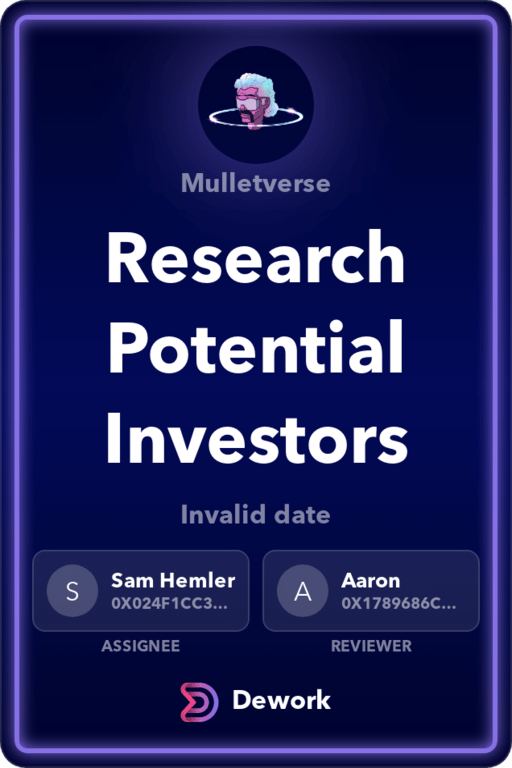 Mulletverse
Research
Potential
Investors
Invalid date
S
Sam Hemler
0X024F1CC3...
A
Aaron
0X1789686C...
ASSIGNEE
REVIEWER
Dework